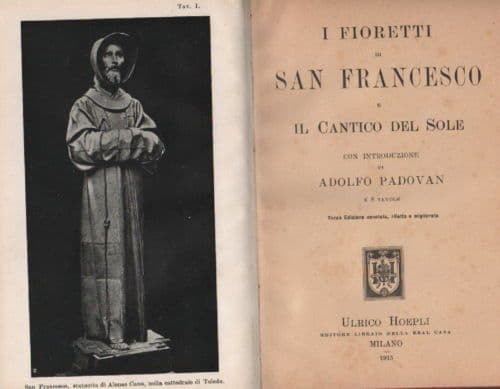 Tav. I.
San Francesco, statuetta di Alonso Cano, nella cattedrale di Toledo.
I FIORETTI
DI
SAN FRANCESCO
E
IL CANTICO DEL SOLE
CON INTRODUZIONE
DI
ADOLFO PADOVAN
E 8 TAVOLE
Terza Edizione annotata, rifatta e migliorata
ULRICO HOEPLI
EDITORE LIBRAIO DELLA REAL CASA
MILANO
1915